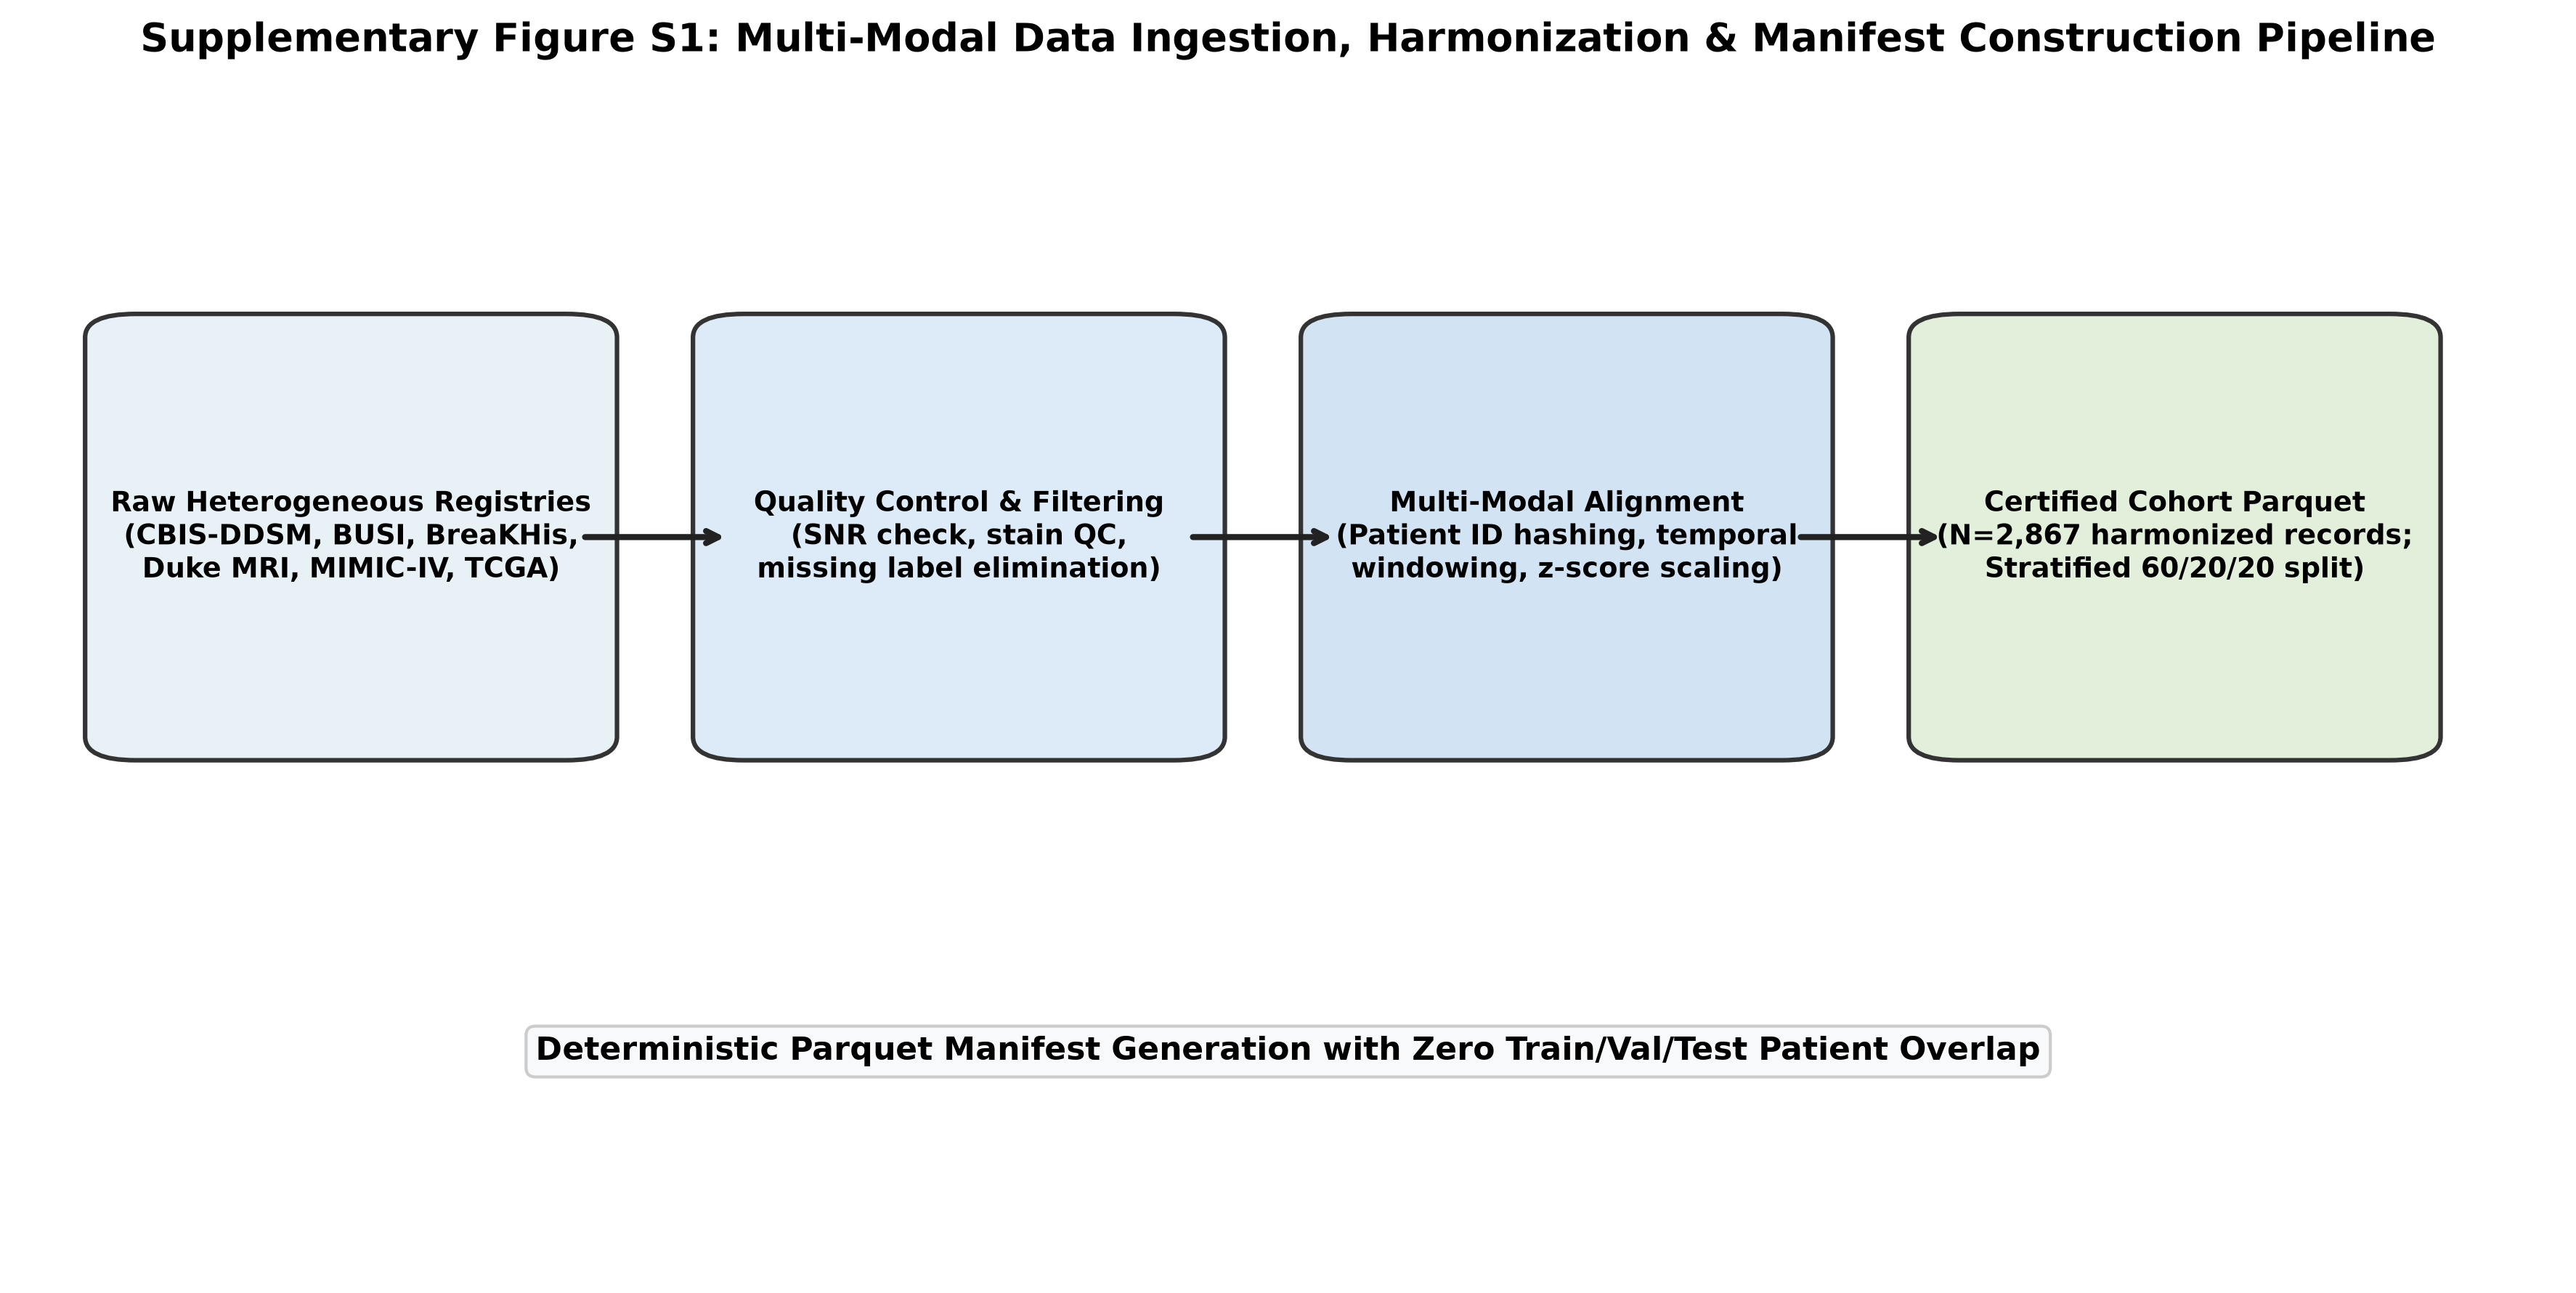 Supplementary Figure S1: Multi-Modal Data Ingestion, Harmonization & Manifest Construction Pipeline
Raw Heterogeneous Registries
(CBIS-DDSM, BUSI, BreaKHis,
Duke MRI, MIMIC-IV, TCGA)
Quality Control & Filtering
(SNR check, stain QC,
missing label elimination)
Multi-Modal Alignment
(Patient ID hashing, temporal
windowing, z-score scaling)
Certified Cohort Parquet
(N=2,867 harmonized records;
Stratified 60/20/20 split)
Deterministic Parquet Manifest Generation with Zero Train/Val/Test Patient Overlap